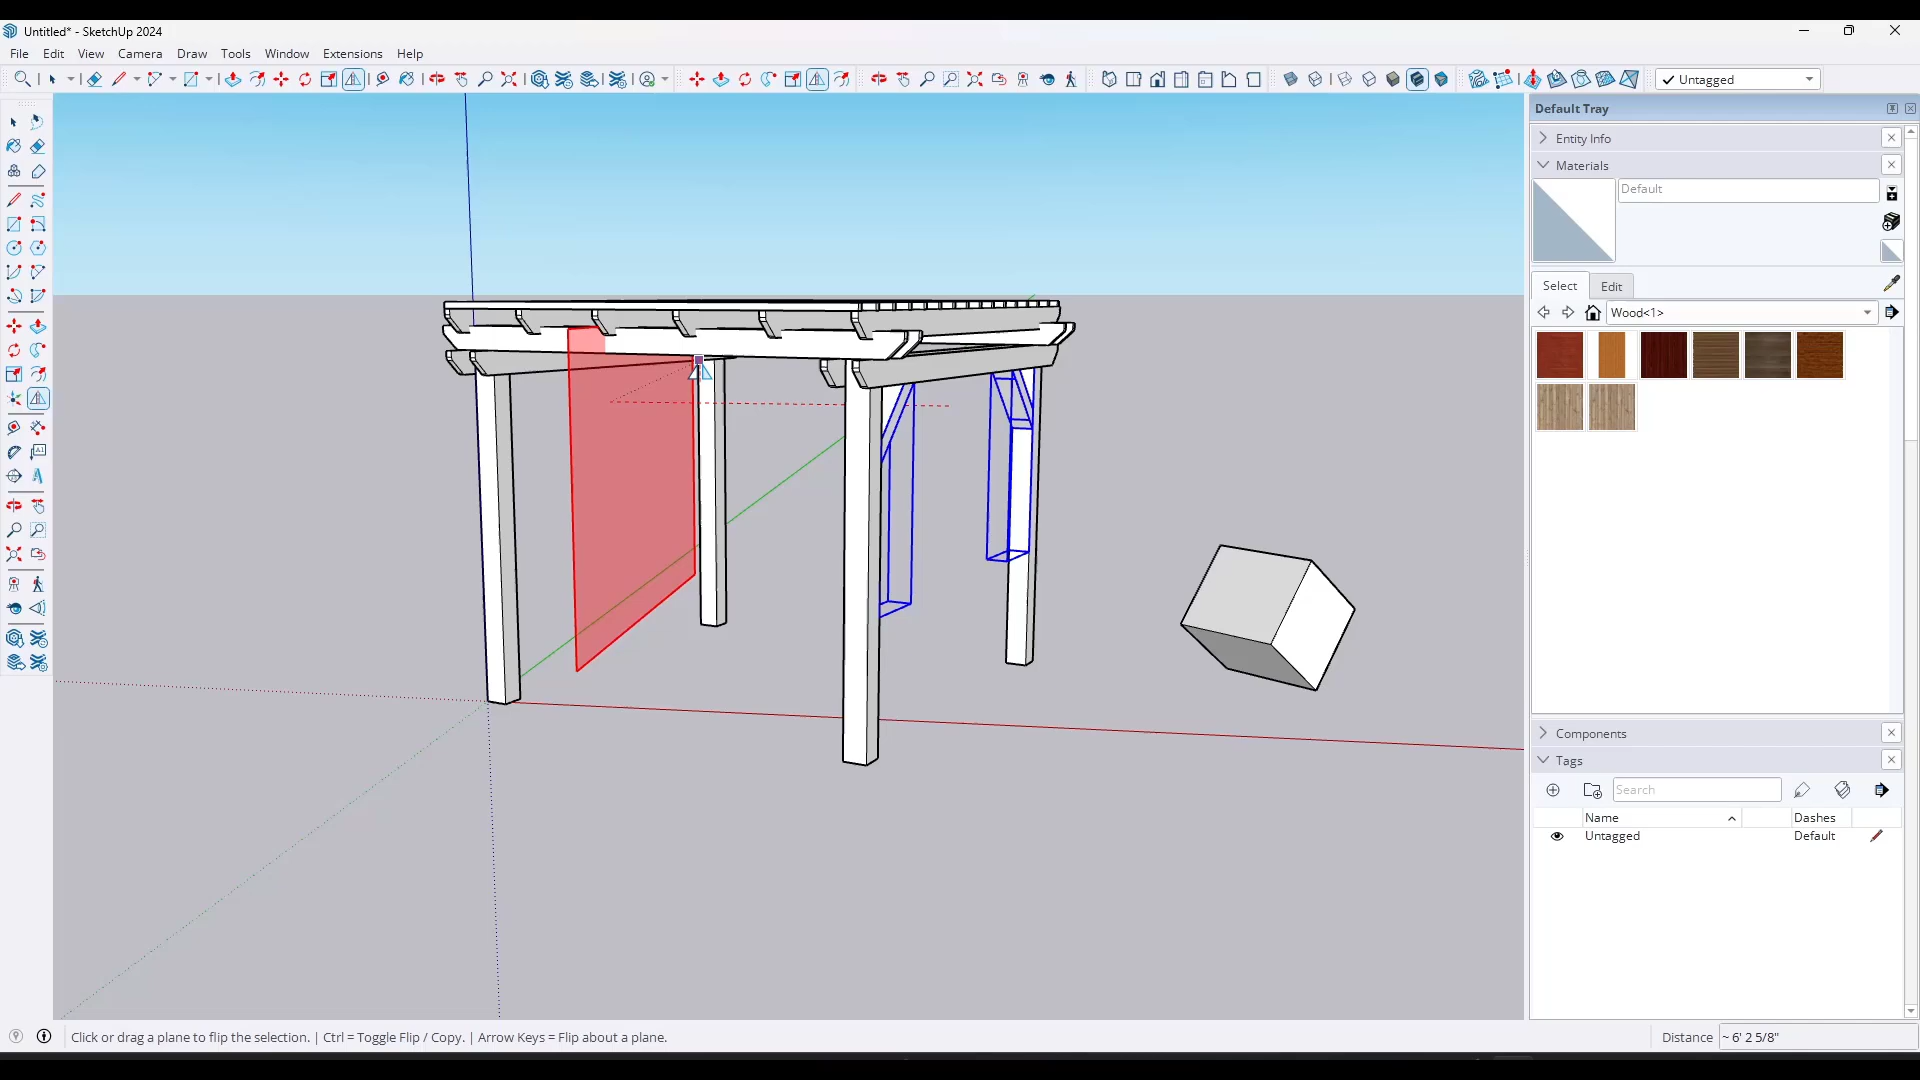 Untitled* - SketchUp 2024
File Edit View Camera Draw Tools Window Extensions Help
Untagged
Default Tray
Entity Info
Materials
Default
Select Edit
Wood<1>
Components
Tags
Search
Name Dashes
Untagged Default
Click or drag a plane to flip the selection. | Ctrl = Toggle Flip / Copy. | Arrow Keys = Flip about a plane.
Distance ~ 6' 2 5/8"